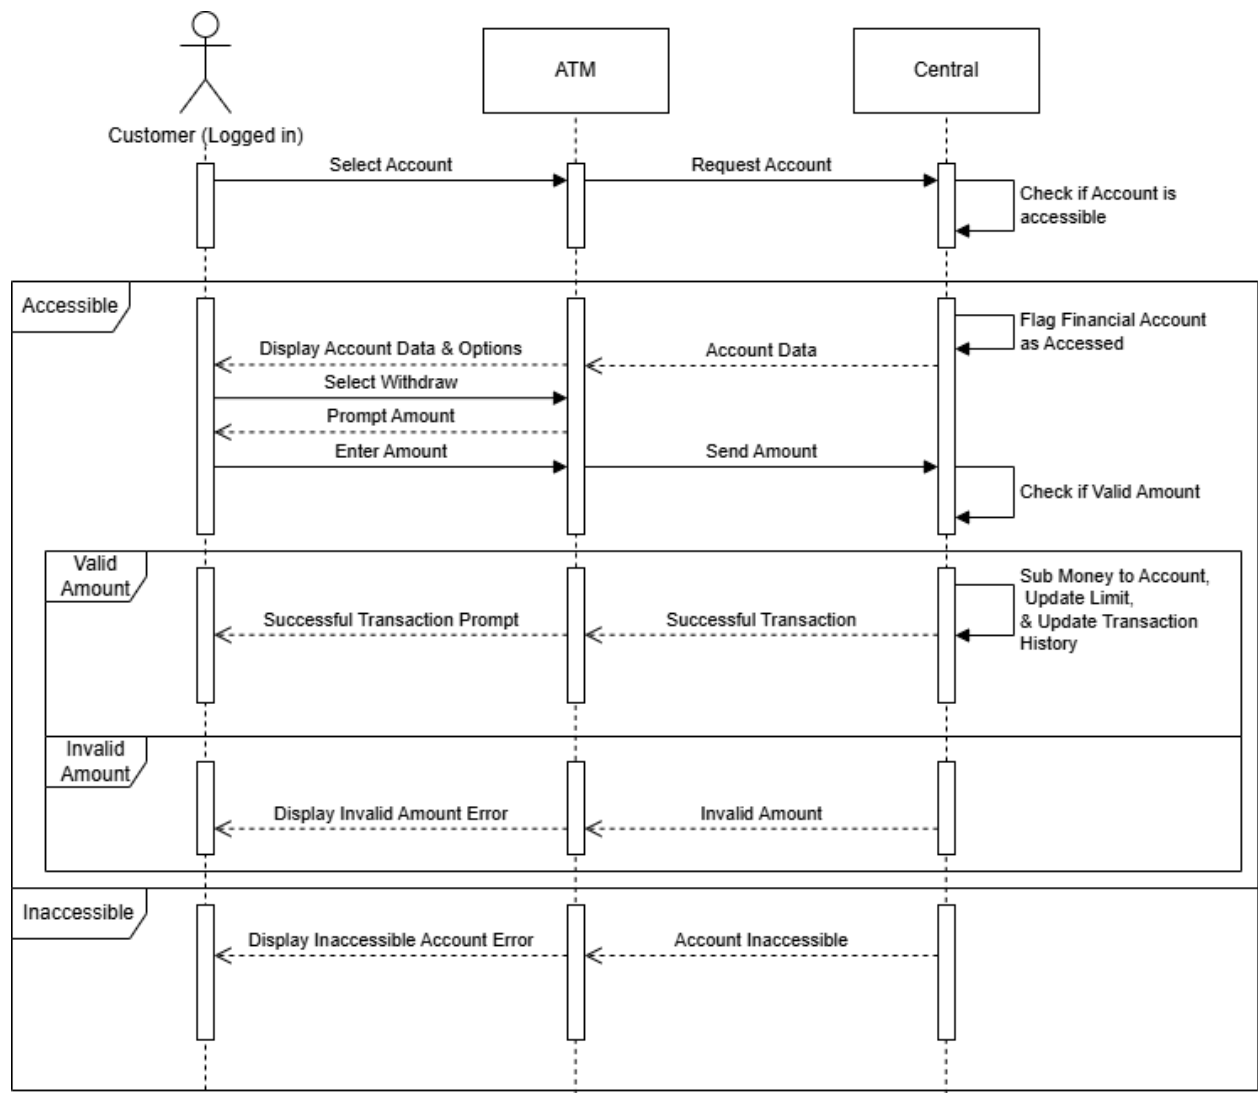 Customer (Logged in)
ATM
Central
Select Account
Request Account
Check if Account is
accessible
Accessible
Flag Financial Account
as Accessed
Display Account Data & Options
Account Data
Select Withdraw
Prompt Amount
Enter Amount
Send Amount
Check if Valid Amount
Valid
Amount
Sub Money to Account,
Update Limit,
& Update Transaction
History
Successful Transaction Prompt
Successful Transaction
Invalid
Amount
Display Invalid Amount Error
Invalid Amount
Inaccessible
Display Inaccessible Account Error
Account Inaccessible